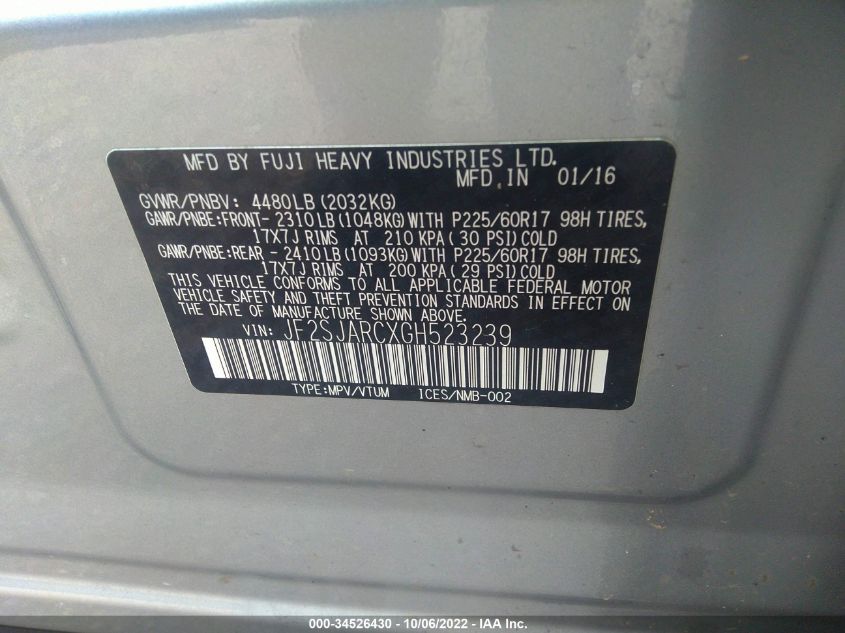 MFD BY FUJI HEAVY INDUSTRIES LTD.
MFD.IN 01/16
GVWR/PNBV: 4480LB(2032KG)
GAWR/PNBE:FRONT-2310LB(1048KG)WITH P225/60R17 98H TIRES,
17X7J RIMS AT 210KPA(30 PSI)COLD
GAWR/PNBE:REAR -2410LB(1093KG)WITH P225/60R17 98H TIRES,
17X7J RIMS AT 200KPA(29 PSI)COLD
THIS VEHICLE CONFORMS TO ALL APPLICABLE FEDERAL MOTOR
VEHICLE SAFETY AND THEFT PREVENTION STANDARDS IN EFFECT ON
THE DATE OF MANUFACTURE SHOWN ABOVE.
VIN: JF2SJARCXGH523239
TYPE:MPV/VTUM ICES/NMB-002
000-34526430 - 10/06/2022 - IAA Inc.